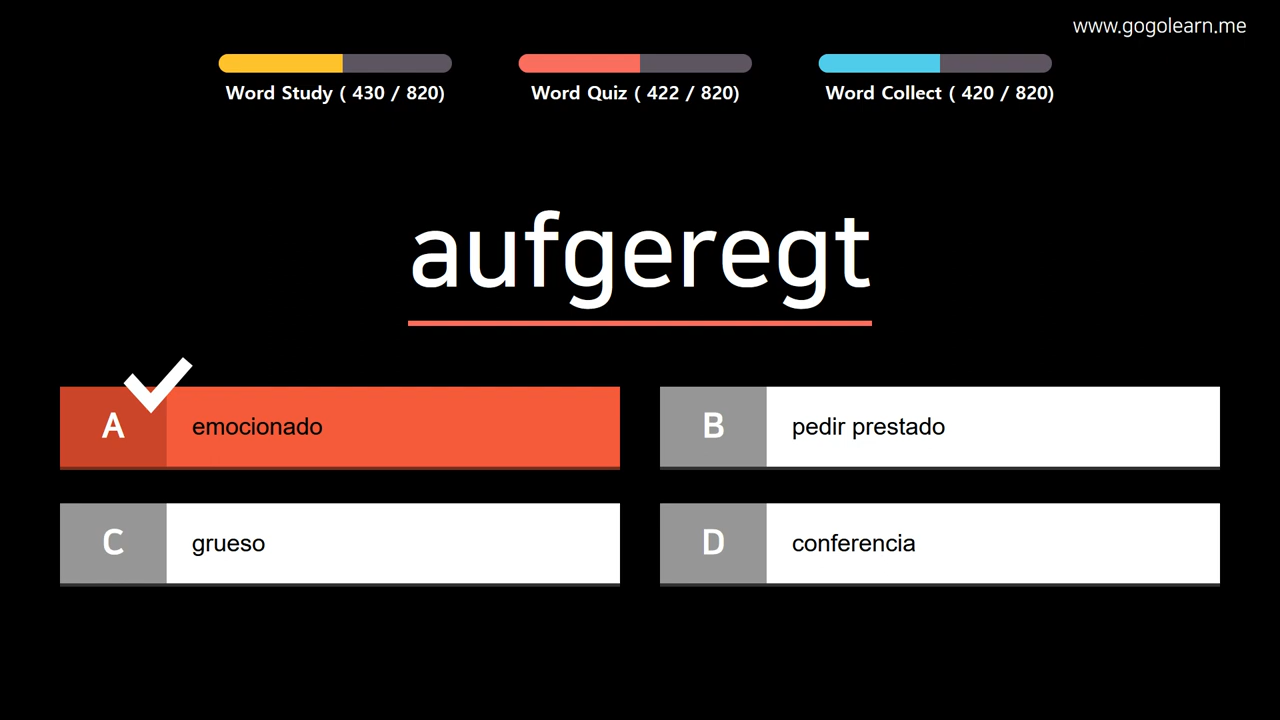 www.gogolearn.me
Word Study ( 430 / 820)
Word Quiz ( 422 / 820)
Word Collect ( 420 / 820)
aufgeregt
A emocionado
B pedir prestado
C grueso
D conferencia